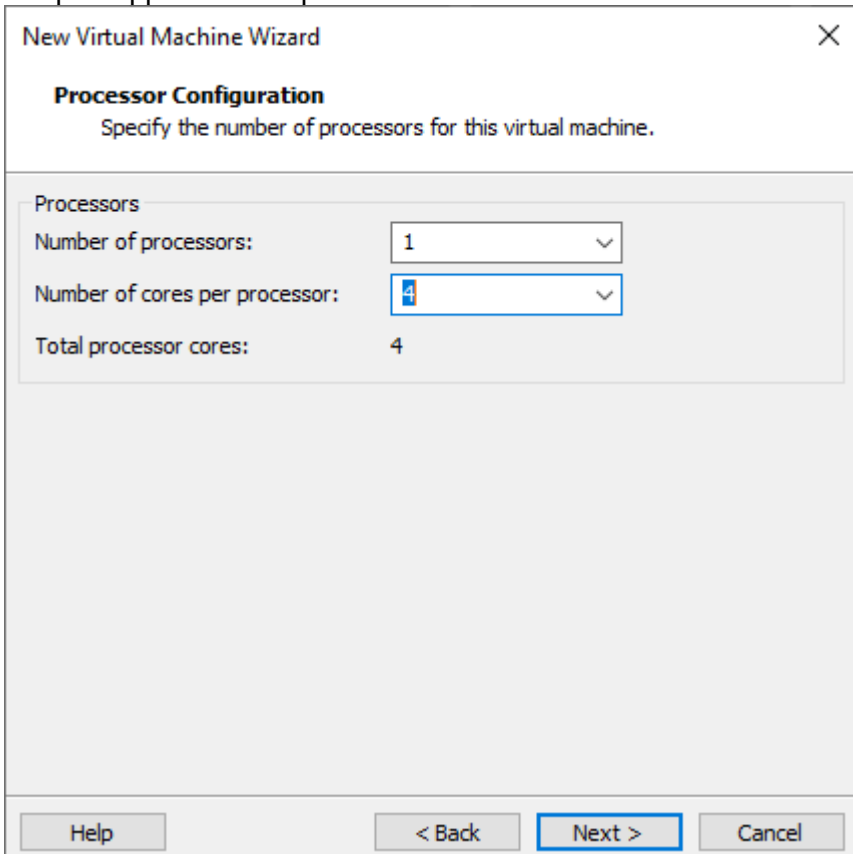 New Virtual Machine Wizard
Processor Configuration
Specify the number of processors for this virtual machine.
Processors
Number of processors: 1
Number of cores per processor: 4
Total processor cores: 4
Help < Back Next > Cancel